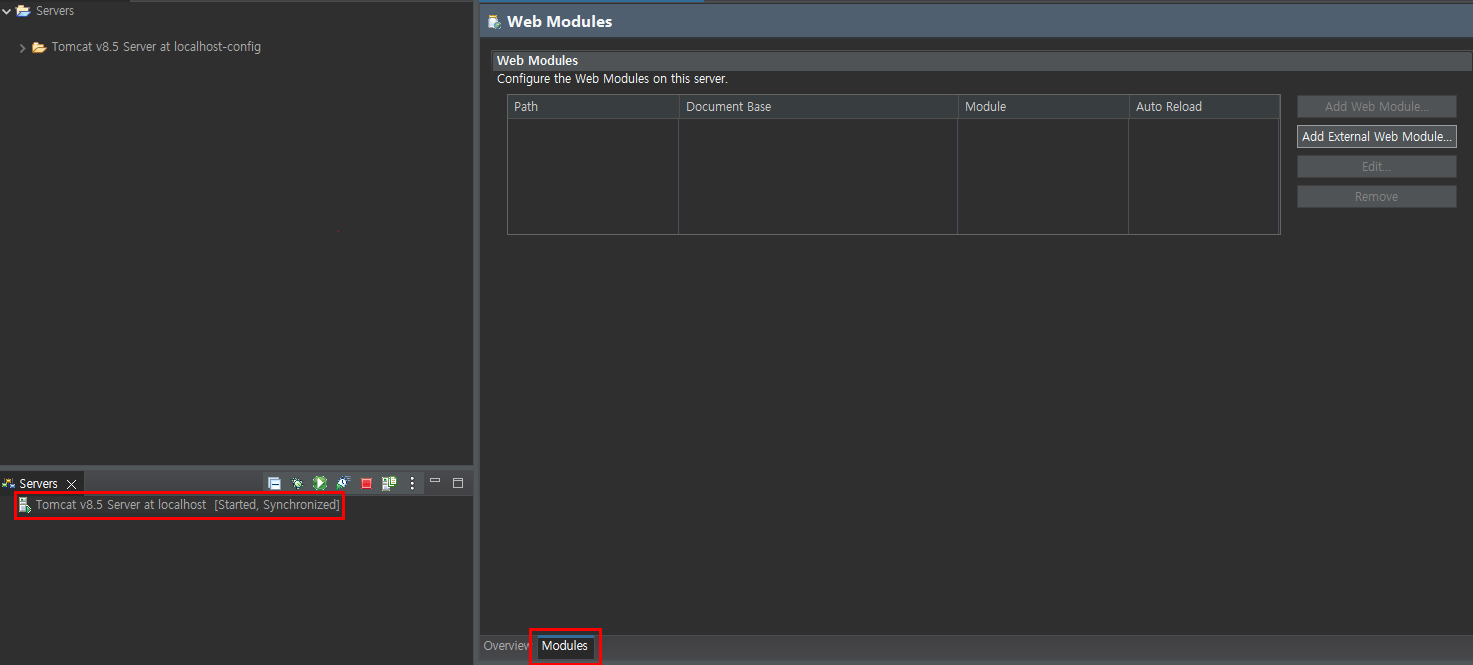 Servers
Tomcat v8.5 Server at localhost-config
Servers
Tomcat v8.5 Server at localhost [Started, Synchronized]
Web Modules
Web Modules
Configure the Web Modules on this server.
Path Document Base Module Auto Reload
Add Web Module...
Add External Web Module...
Edit...
Remove
Overview Modules